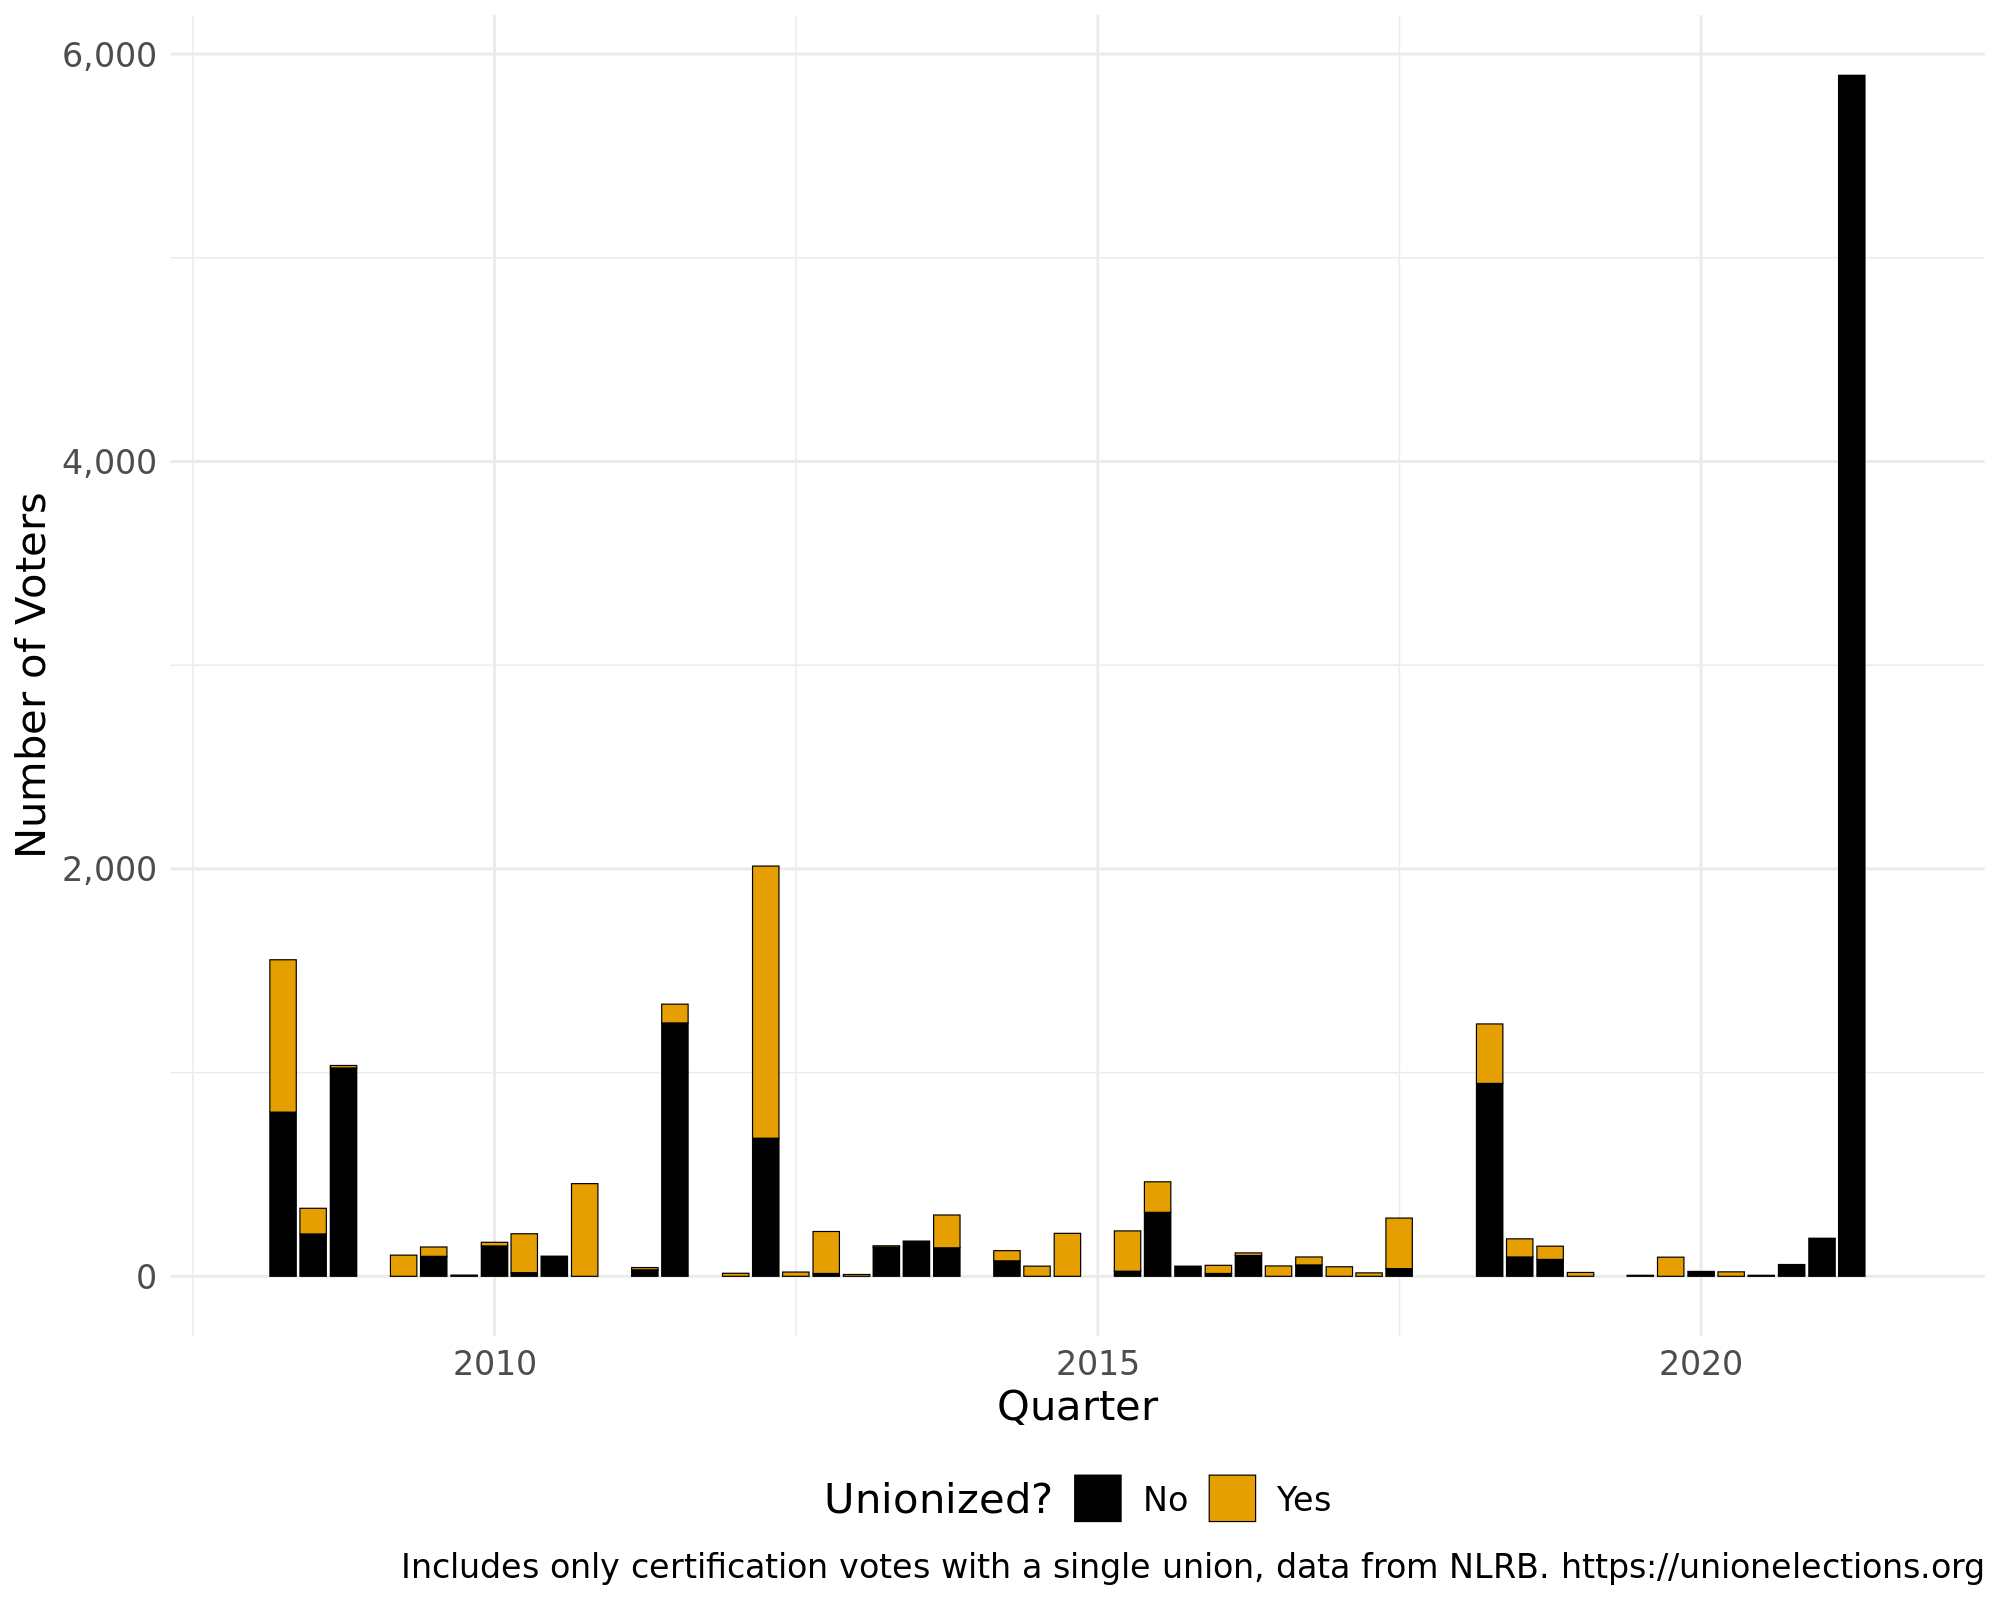 6,000
4,000
2,000
0
Number of Voters
2010 2015 2020
Quarter
Unionized? No Yes
Includes only certification votes with a single union, data from NLRB. https://unionelections.org